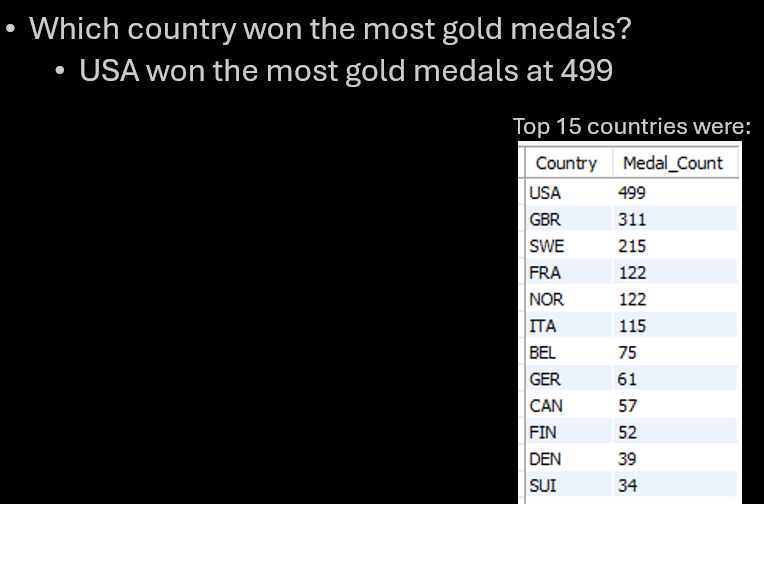 • Which country won the most gold medals?
• USA won the most gold medals at 499
Top 15 countries were:
Country Medal_Count
USA 499
GBR 311
SWE 215
FRA 122
NOR 122
ITA 115
BEL 75
GER 61
CAN 57
FIN 52
DEN 39
SUI 34